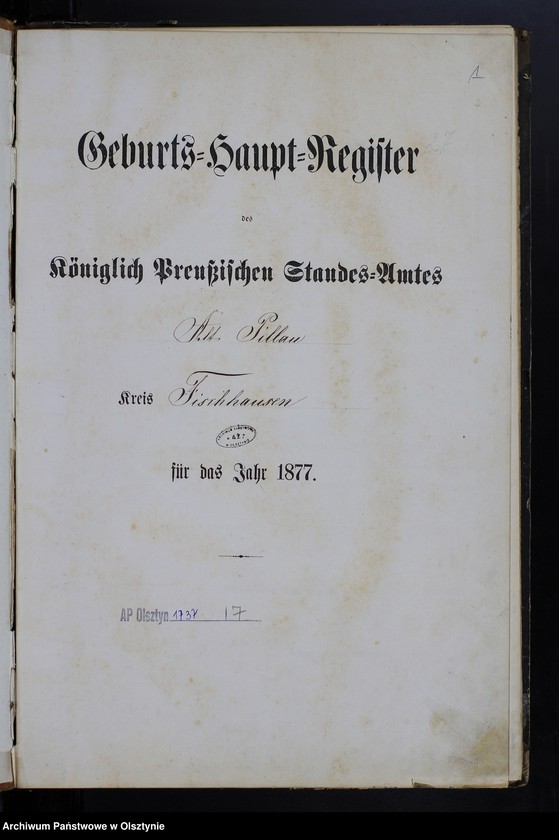 1
Geburts-Haupt-Register
des
Königlich Preußischen Standes-Amtes
Alt. Pillau
Kreis Fischhausen
für das Jahr 1877.
AP Olsztyn 1737 17
Archiwum Państwowe w Olsztynie